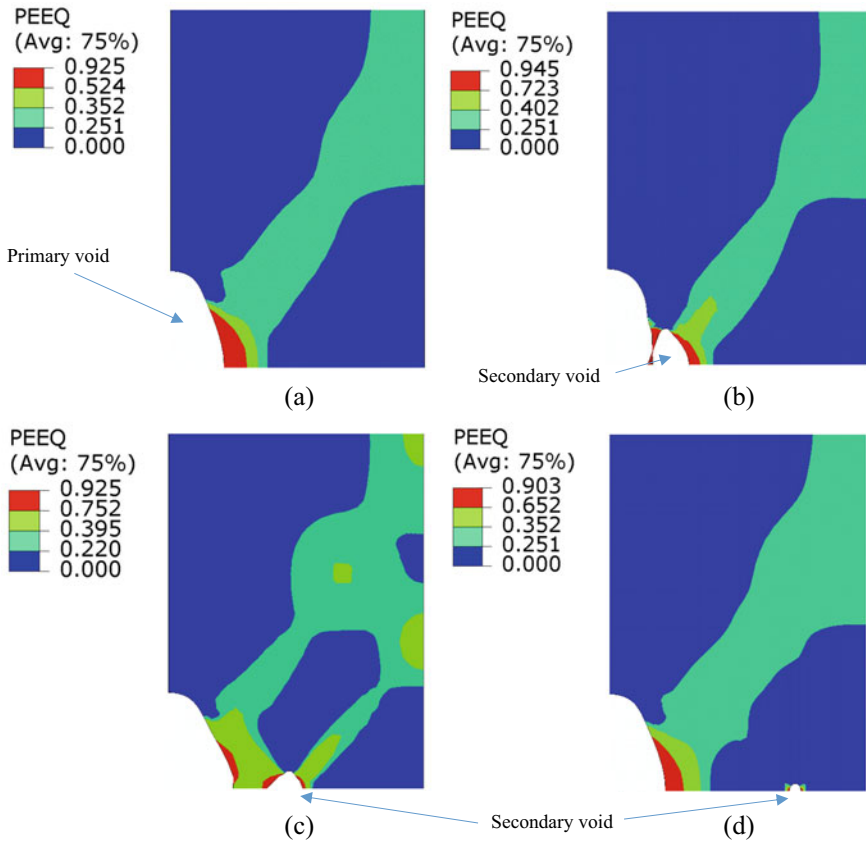 PEEQ
(Avg: 75%)
0.925
0.524
0.352
0.251
0.000
Primary void
(a)
PEEQ
(Avg: 75%)
0.945
0.723
0.402
0.251
0.000
Secondary void
(b)
PEEQ
(Avg: 75%)
0.925
0.752
0.395
0.220
0.000
(c)
PEEQ
(Avg: 75%)
0.903
0.652
0.352
0.251
0.000
Secondary void
(d)